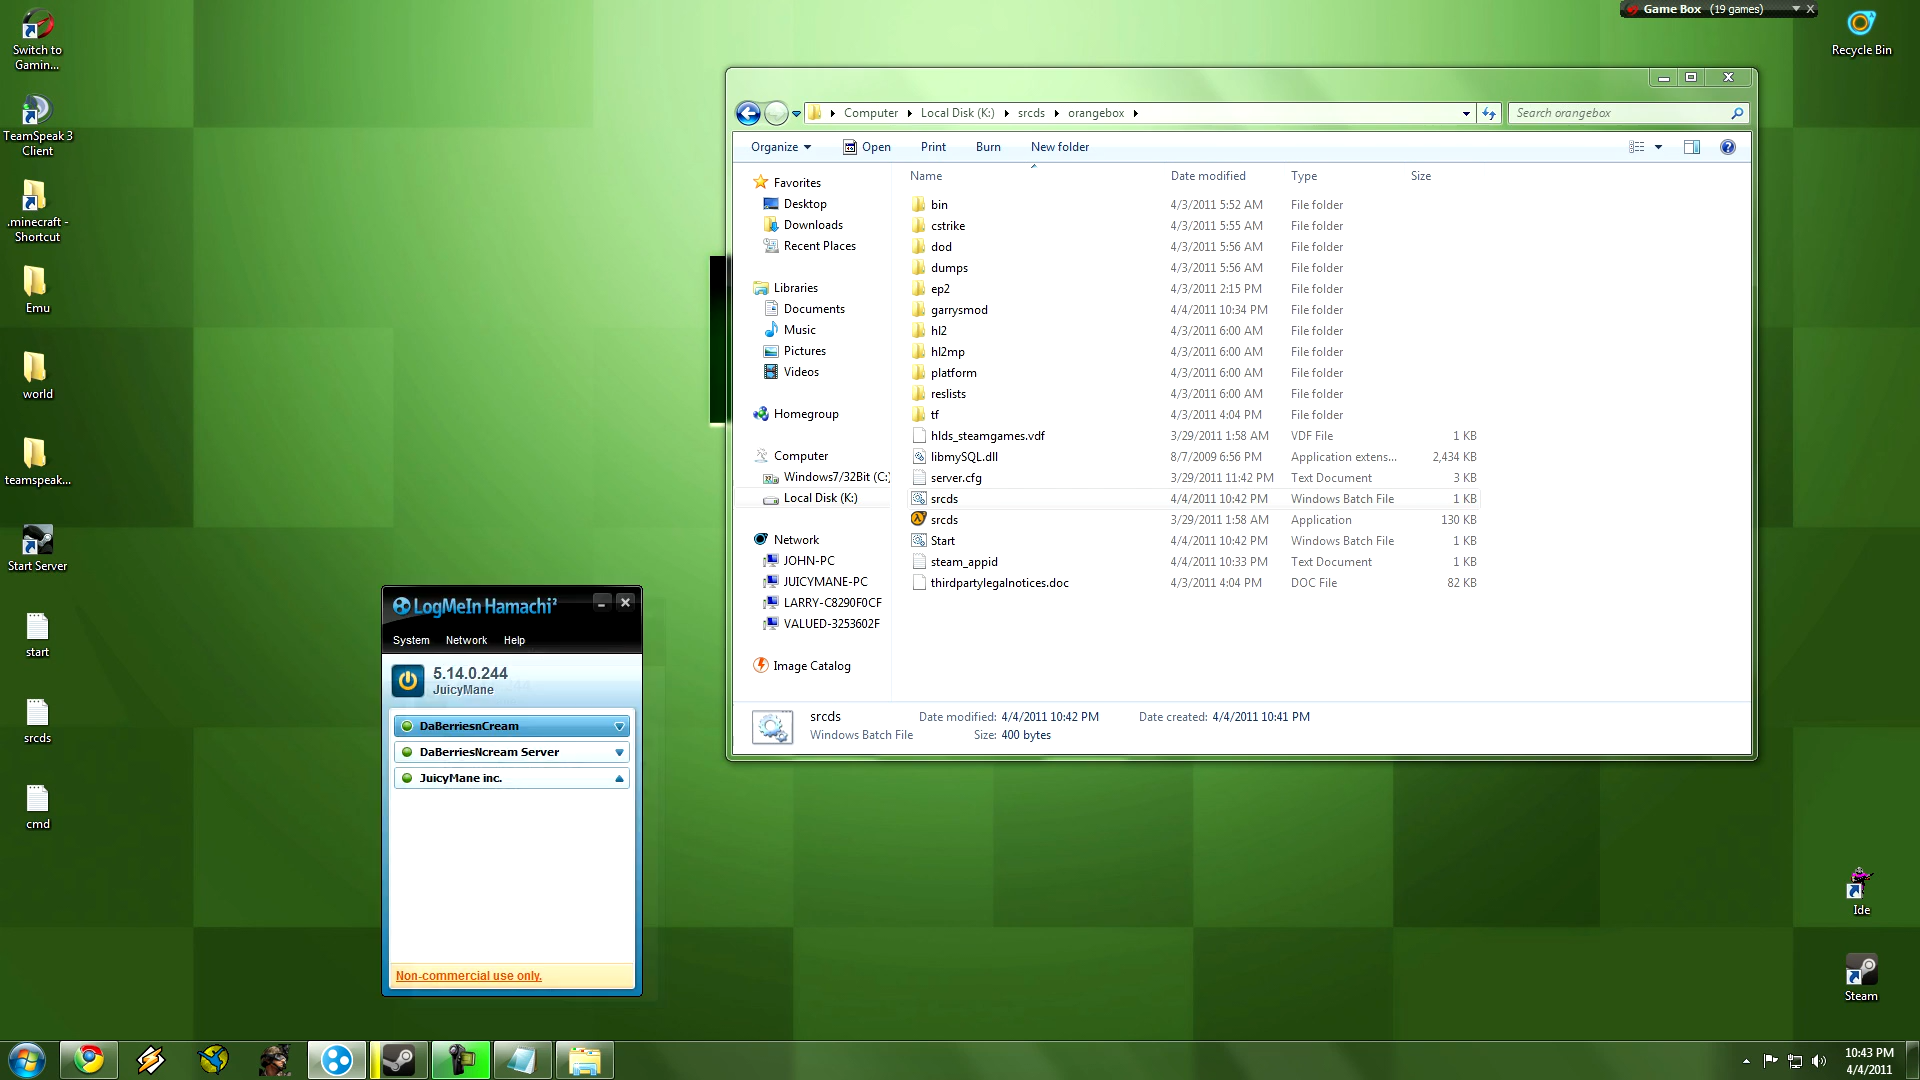 Switch to
Gamin...
TeamSpeak 3
Client
.minecraft -
Shortcut
Emu
world
teamspeak...
Start Server
start
srcds
cmd
Game Box (19 games)
Recycle Bin
Computer Local Disk (K:) srcds orangebox
Search orangebox
Organize Open Print Burn New folder
Name Date modified Type Size
Favorites
Desktop
Downloads
Recent Places
Libraries
Documents
Music
Pictures
Videos
Homegroup
Computer
Windows7/32Bit (C:)
Local Disk (K:)
Network
JOHN-PC
JUICYMANE-PC
LARRY-C8290F0CF
VALUED-3253602F
Image Catalog
bin 4/3/2011 5:52 AM File folder
cstrike 4/3/2011 5:55 AM File folder
dod 4/3/2011 5:56 AM File folder
dumps 4/3/2011 5:56 AM File folder
ep2 4/3/2011 2:15 PM File folder
garrysmod 4/4/2011 10:34 PM File folder
hl2 4/3/2011 6:00 AM File folder
hl2mp 4/3/2011 6:00 AM File folder
platform 4/3/2011 6:00 AM File folder
reslists 4/3/2011 6:00 AM File folder
tf 4/3/2011 4:04 PM File folder
hlds_steamgames.vdf 3/29/2011 1:58 AM VDF File 1 KB
libmySQL.dll 8/7/2009 6:56 PM Application extens... 2,434 KB
server.cfg 3/29/2011 11:42 PM Text Document 3 KB
srcds 4/4/2011 10:42 PM Windows Batch File 1 KB
srcds 3/29/2011 1:58 AM Application 130 KB
Start 4/4/2011 10:42 PM Windows Batch File 1 KB
steam_appid 4/4/2011 10:33 PM Text Document 1 KB
thirdpartylegalnotices.doc 4/3/2011 4:04 PM DOC File 82 KB
srcds Date modified: 4/4/2011 10:42 PM Date created: 4/4/2011 10:41 PM
Windows Batch File Size: 400 bytes
LogMeIn Hamachi²
System Network Help
5.14.0.244
JuicyMane
DaBerriesnCream
DaBerriesNcream Server
JuicyMane inc.
Non-commercial use only.
Ide
Steam
10:43 PM
4/4/2011